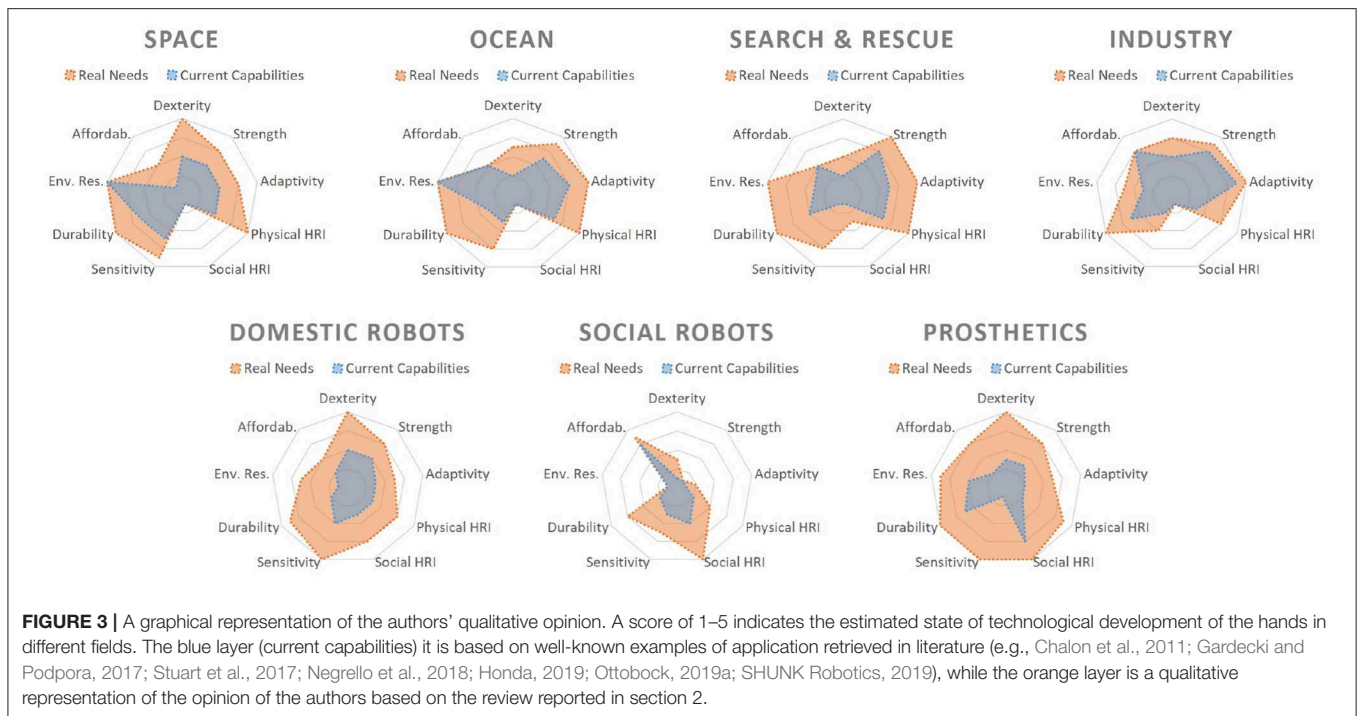 SPACE
Real Needs Current Capabilities
Dexterity
Affordab. Strength
Env. Res. Adaptivity
Durability Physical HRI
Sensitivity Social HRI
OCEAN
Real Needs Current Capabilities
Dexterity
Affordab. Strength
Env. Res. Adaptivity
Durability Physical HRI
Sensitivity Social HRI
SEARCH & RESCUE
Real Needs Current Capabilities
Dexterity
Affordab. Strength
Env. Res. Adaptivity
Durability Physical HRI
Sensitivity Social HRI
INDUSTRY
Real Needs Current Capabilities
Dexterity
Affordab. Strength
Env. Res. Adaptivity
Durability Physical HRI
Sensitivity Social HRI
DOMESTIC ROBOTS
Real Needs Current Capabilities
Dexterity
Affordab. Strength
Env. Res. Adaptivity
Durability Physical HRI
Sensitivity Social HRI
SOCIAL ROBOTS
Real Needs Current Capabilities
Dexterity
Affordab. Strength
Env. Res. Adaptivity
Durability Physical HRI
Sensitivity Social HRI
PROSTHETICS
Real Needs Current Capabilities
Dexterity
Affordab. Strength
Env. Res. Adaptivity
Durability Physical HRI
Sensitivity Social HRI
FIGURE 3 | A graphical representation of the authors' qualitative opinion. A score of 1–5 indicates the estimated state of technological development of the hands in
different fields. The blue layer (current capabilities) it is based on well-known examples of application retrieved in literature (e.g., Chalon et al., 2011; Gardecki and
Podpora, 2017; Stuart et al., 2017; Negrello et al., 2018; Honda, 2019; Ottobock, 2019a; SHUNK Robotics, 2019), while the orange layer is a qualitative
representation of the opinion of the authors based on the review reported in section 2.